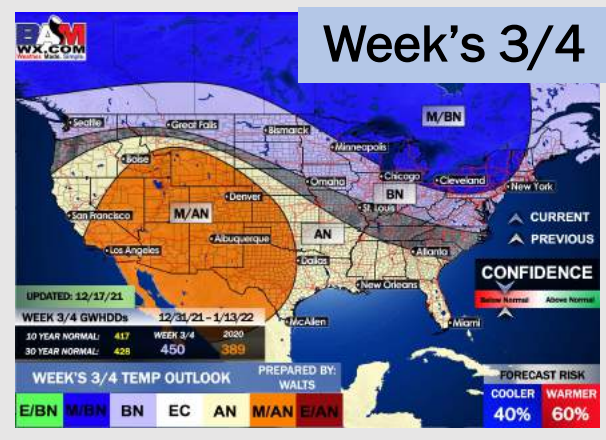 Week's 3/4
BAM
WX.COM
Weather Made Simple.
M/BN
Seattle
Great Falls
Bismarck
Minneapolis
Boise
Chicago
Cleveland
New York
Omaha
BN
Denver
St. Louis
M/AN
San Francisco
CURRENT
AN
PREVIOUS
Albuquerque
Atlanta
Los Angeles
Dallas
CONFIDENCE
New Orleans
Below Normal Above Normal
UPDATED: 12/17/21
WEEK 3/4 GWHDDs 12/31/21 - 1/13/22
McAllen
Miami
10 YEAR NORMAL: 417 WEEK 3/4 2020
30 YEAR NORMAL: 428 450 389
WEEK'S 3/4 TEMP OUTLOOK
PREPARED BY:
WALTS
FORECAST RISK
COOLER WARMER
40% 60%
E/BN M/BN BN EC AN M/AN E/AN